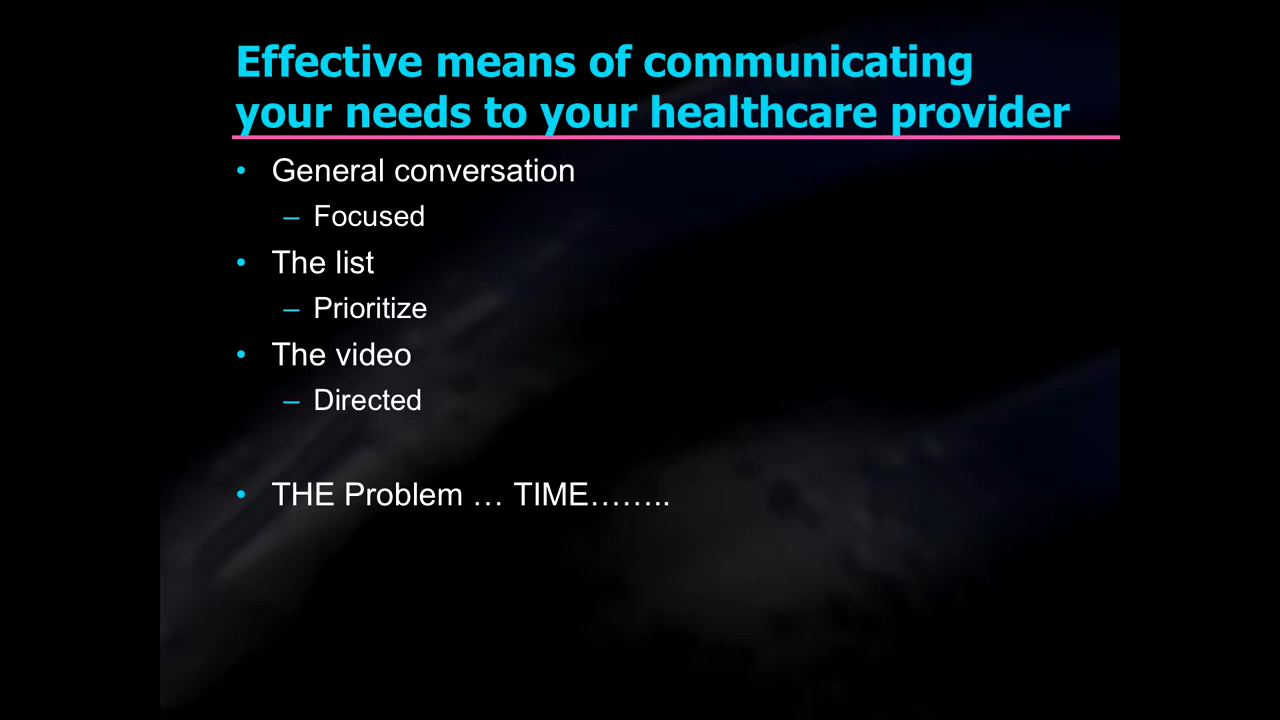 Effective means of communicating
your needs to your healthcare provider
• General conversation
– Focused
• The list
– Prioritize
• The video
– Directed
• THE Problem … TIME……..